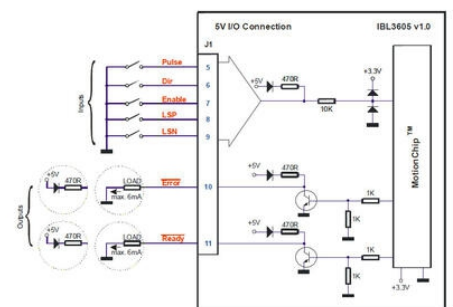 5V I/O Connection
IBL3605 v1.0
J1
Inputs
Pulse
5
Dir
6
Enable
7
LSP
8
LSN
9
+5V
470R
10K
+3.3V
MotionChip™
Outputs
+5V
470R
LOAD
max. 6mA
Error
10
+5V
470R
1K
1K
+5V
470R
LOAD
max. 6mA
Ready
11
+5V
470R
1K
1K
+3.3V